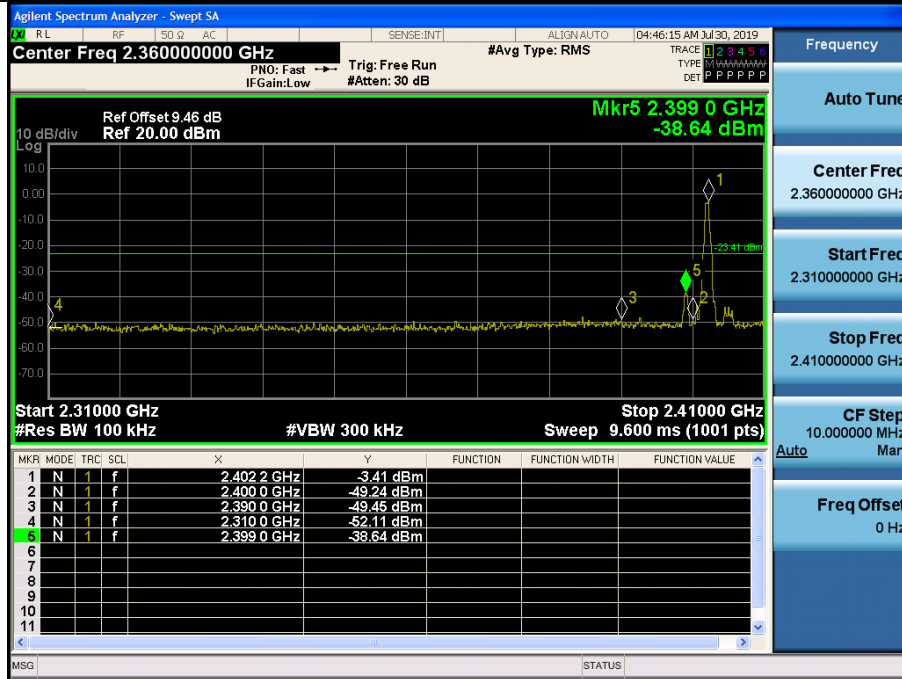 Agilent Spectrum Analyzer - Swept SA
LXI RL RF 50 Ω AC SENSE:INT ALIGN AUTO 04:46:15 AM Jul 30, 2019
Center Freq 2.360000000 GHz
PNO: Fast
IFGain:Low
Trig: Free Run
#Atten: 30 dB
#Avg Type: RMS
TRACE 1 2 3 4 5 6
TYPE M W W W W W
DET P P P P P P
Ref Offset 9.46 dB
10 dB/div Ref 20.00 dBm
Log
Mkr5 2.399 0 GHz
-38.64 dBm
10.0
0.00
-10.0
-20.0
-30.0
-40.0
-50.0
-60.0
-70.0
1
-23.41 dBm
5
3
2
4
Start 2.31000 GHz Stop 2.41000 GHz
#Res BW 100 kHz #VBW 300 kHz Sweep 9.600 ms (1001 pts)
MKR MODE TRC SCL X Y FUNCTION FUNCTION WIDTH FUNCTION VALUE
1 N 1 f 2.402 2 GHz -3.41 dBm
2 N 1 f 2.400 0 GHz -49.24 dBm
3 N 1 f 2.390 0 GHz -49.45 dBm
4 N 1 f 2.310 0 GHz -52.11 dBm
5 N 1 f 2.399 0 GHz -38.64 dBm
6
7
8
9
10
11
MSG STATUS
Frequency
Auto Tune
Center Freq
2.360000000 GHz
Start Freq
2.310000000 GHz
Stop Freq
2.410000000 GHz
CF Step
10.000000 MHz
Auto Man
Freq Offset
0 Hz